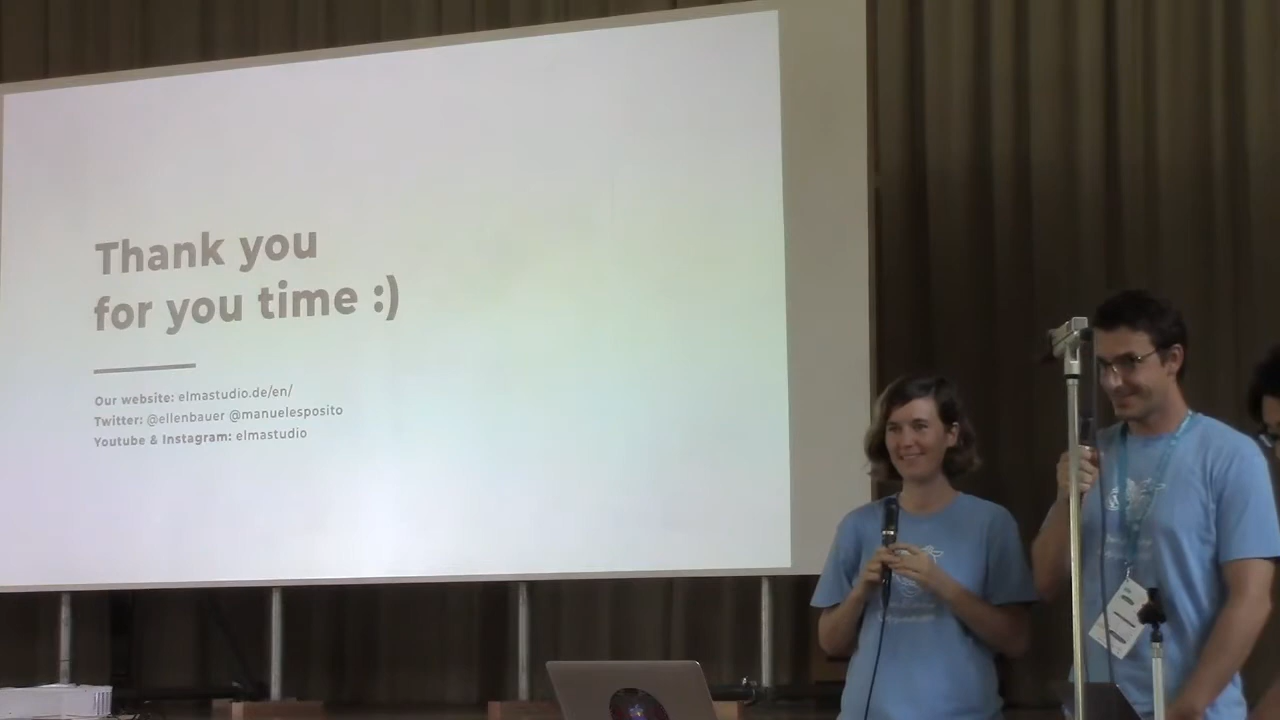 Thank you
for you time :)
Our website: elmastudio.de/en/
Twitter: @ellenbauer @manuelesposito
Youtube & Instagram: elmastudio